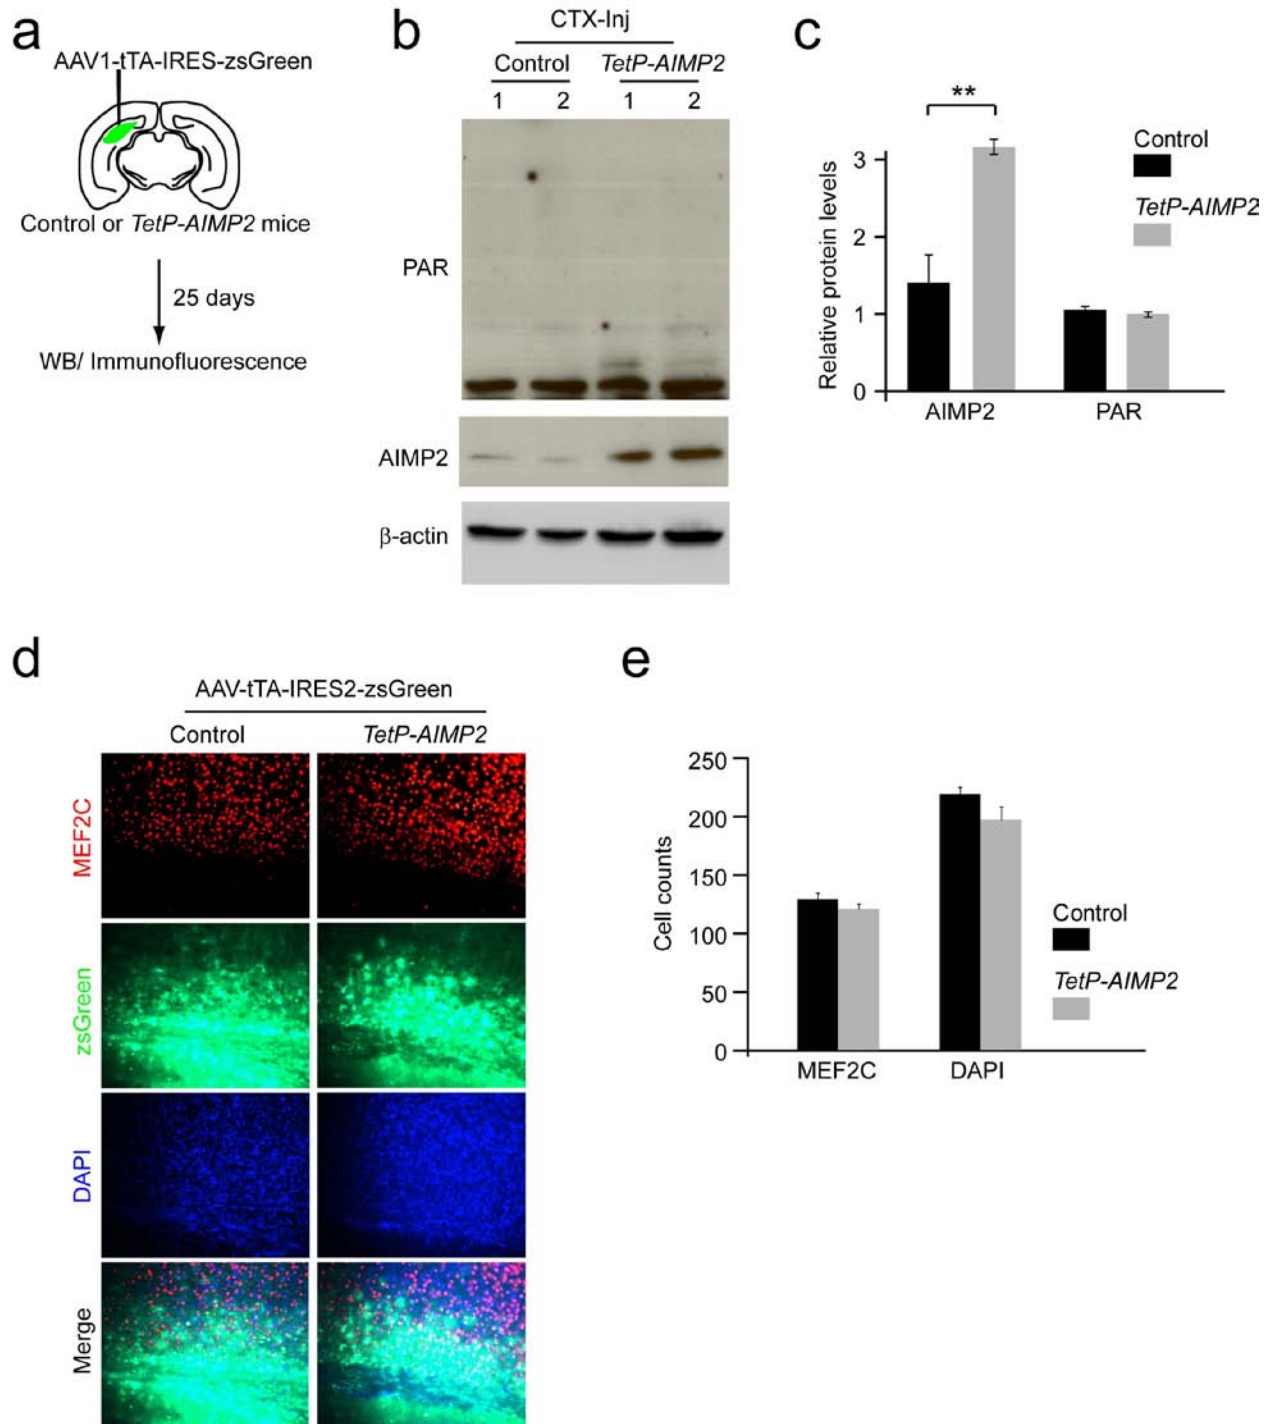 a
AAV1-tTA-IRES-zsGreen
Control or TetP-AIMP2 mice
25 days
WB/ Immunofluorescence
b
CTX-Inj
Control TetP-AIMP2
1 2 1 2
PAR
AIMP2
β-actin
c
**
Relative protein levels
3
2
1
0
AIMP2 PAR
Control
TetP-AIMP2
d
AAV-tTA-IRES2-zsGreen
Control TetP-AIMP2
MEF2C
zsGreen
DAPI
Merge
e
Cell counts
250
200
150
100
50
0
MEF2C DAPI
Control
TetP-AIMP2